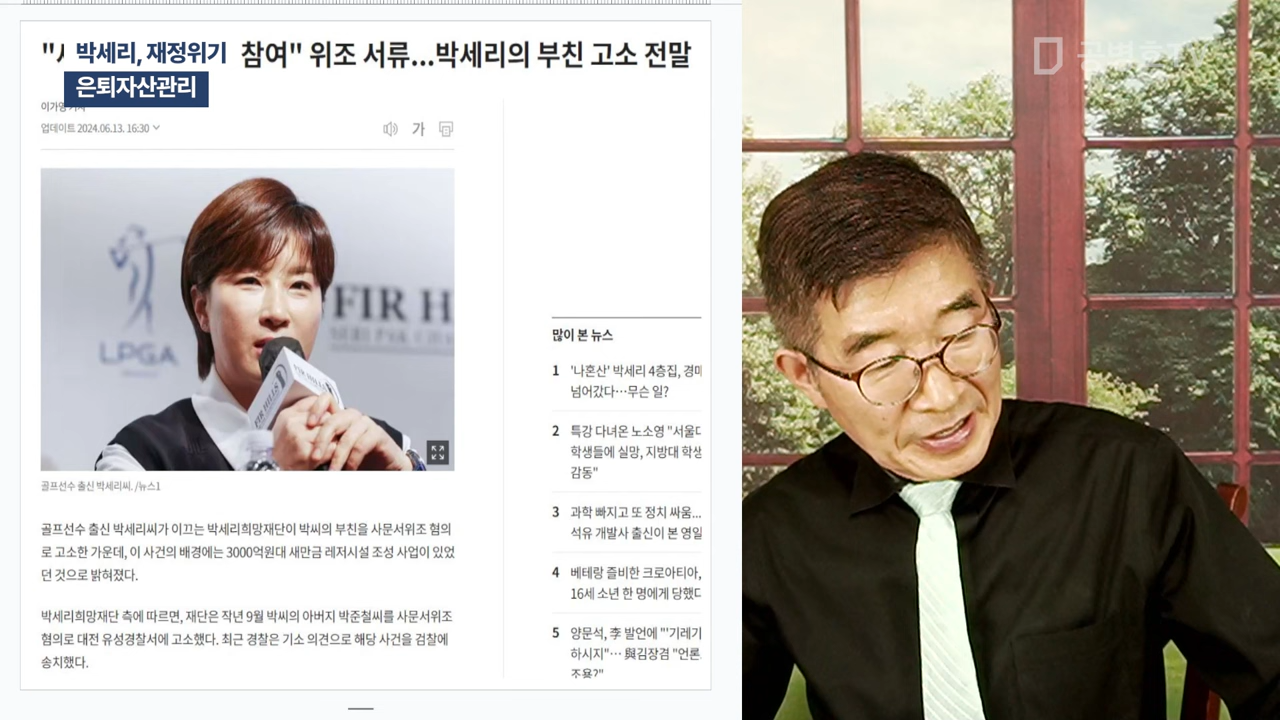 박세리, 재정위기
은퇴자산관리
참여" 위조 서류...박세리의 부친 고소 전말
업데이트 2024.06.13. 16:30
가
LPGA
FIR H
FIR HILLS
골프선수 출신 박세리씨. /뉴스1
골프선수 출신 박세리씨가 이끄는 박세리희망재단이 박씨의 부친을 사문서위조 혐의
로 고소한 가운데, 이 사건의 배경에는 3000억원대 새만금 레저시설 조성 사업이 있었
던 것으로 밝혀졌다.
박세리희망재단 측에 따르면, 재단은 작년 9월 박씨의 아버지 박준철씨를 사문서위조
혐의로 대전 유성경찰서에 고소했다. 최근 경찰은 기소 의견으로 해당 사건을 검찰에
송치했다.
많이 본 뉴스
1 '나혼산' 박세리 4층집, 경매
넘어갔다…무슨 일?
2 특강 다녀온 노소영 "서울대
학생들에 실망, 지방대 학생
감동"
3 과학 빠지고 또 정치 싸움...
석유 개발사 출신이 본 영일
4 베테랑 즐비한 크로아티아,
16세 소년 한 명에게 당했다
5 양문석, 李 발언에 "'기레기
하시지"… 與김장겸 "언론
조용?"